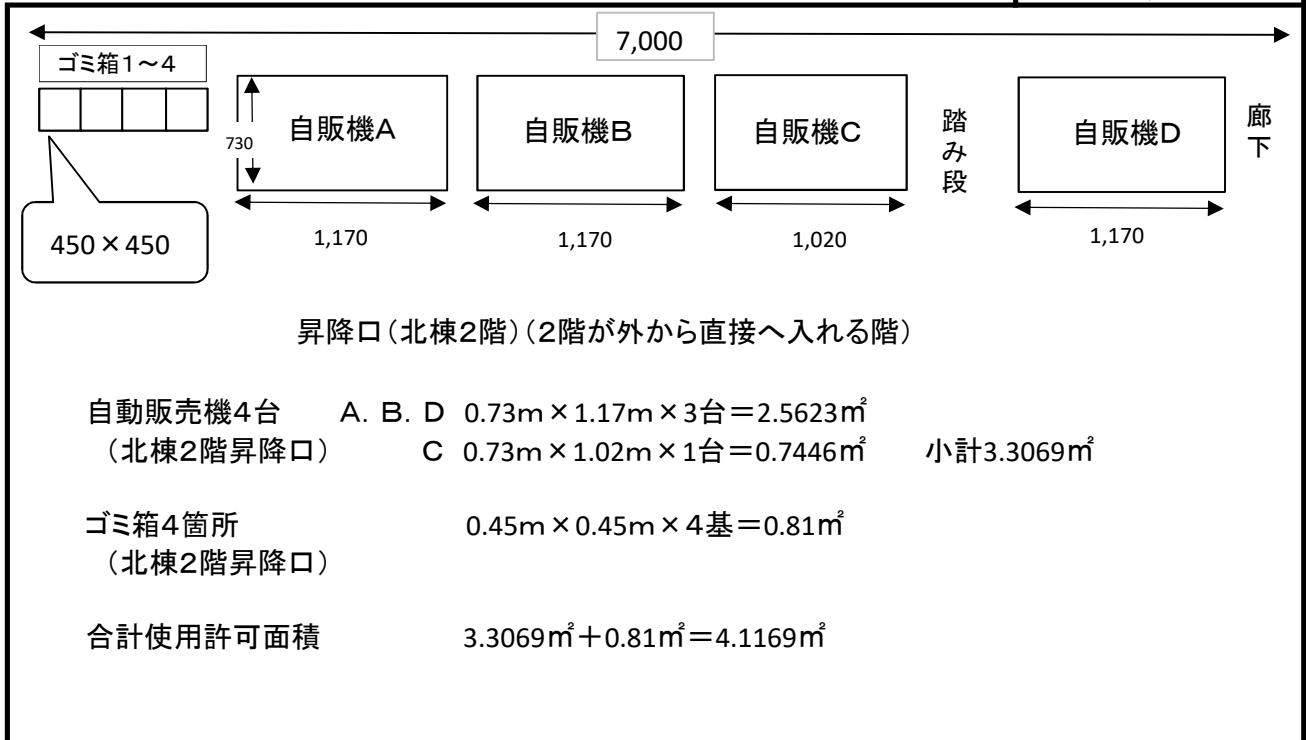 7,000
ゴミ箱1～4
自販機A
自販機B
自販機C
踏み段
自販機D
廊下
730
450×450
1,170
1,170
1,020
1,170
昇降口（北棟2階）（2階が外から直接へ入れる階）
自動販売機4台 A．B．D 0.73m×1.17m×3台＝2.5623㎡
（北棟2階昇降口） C 0.73m×1.02m×1台＝0.7446㎡ 小計3.3069㎡
ゴミ箱4箇所 0.45m×0.45m×4基＝0.81㎡
（北棟2階昇降口）
合計使用許可面積 3.3069㎡＋0.81㎡＝4.1169㎡